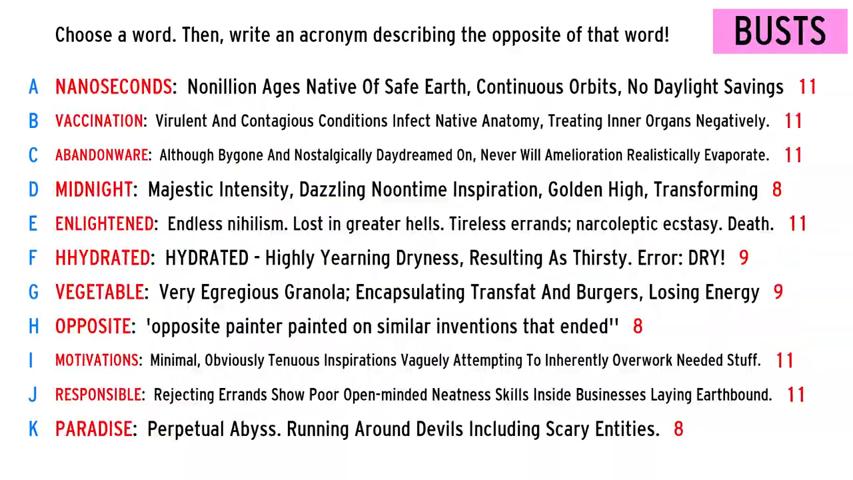 Choose a word. Then, write an acronym describing the opposite of that word!
BUSTS
A NANOSECONDS: Nonillion Ages Native Of Safe Earth, Continuous Orbits, No Daylight Savings 11
B VACCINATION: Virulent And Contagious Conditions Infect Native Anatomy, Treating Inner Organs Negatively. 11
C ABANDONWARE: Although Bygone And Nostalgically Daydreamed On, Never Will Amelioration Realistically Evaporate. 11
D MIDNIGHT: Majestic Intensity, Dazzling Noontime Inspiration, Golden High, Transforming 8
E ENLIGHTENED: Endless nihilism. Lost in greater hells. Tireless errands; narcoleptic ecstasy. Death. 11
F HHYDRATED: HYDRATED - Highly Yearning Dryness, Resulting As Thirsty. Error: DRY! 9
G VEGETABLE: Very Egregious Granola; Encapsulating Transfat And Burgers, Losing Energy 9
H OPPOSITE: 'opposite painter painted on similar inventions that ended'' 8
I MOTIVATIONS: Minimal, Obviously Tenuous Inspirations Vaguely Attempting To Inherently Overwork Needed Stuff. 11
J RESPONSIBLE: Rejecting Errands Show Poor Open-minded Neatness Skills Inside Businesses Laying Earthbound. 11
K PARADISE: Perpetual Abyss. Running Around Devils Including Scary Entities. 8